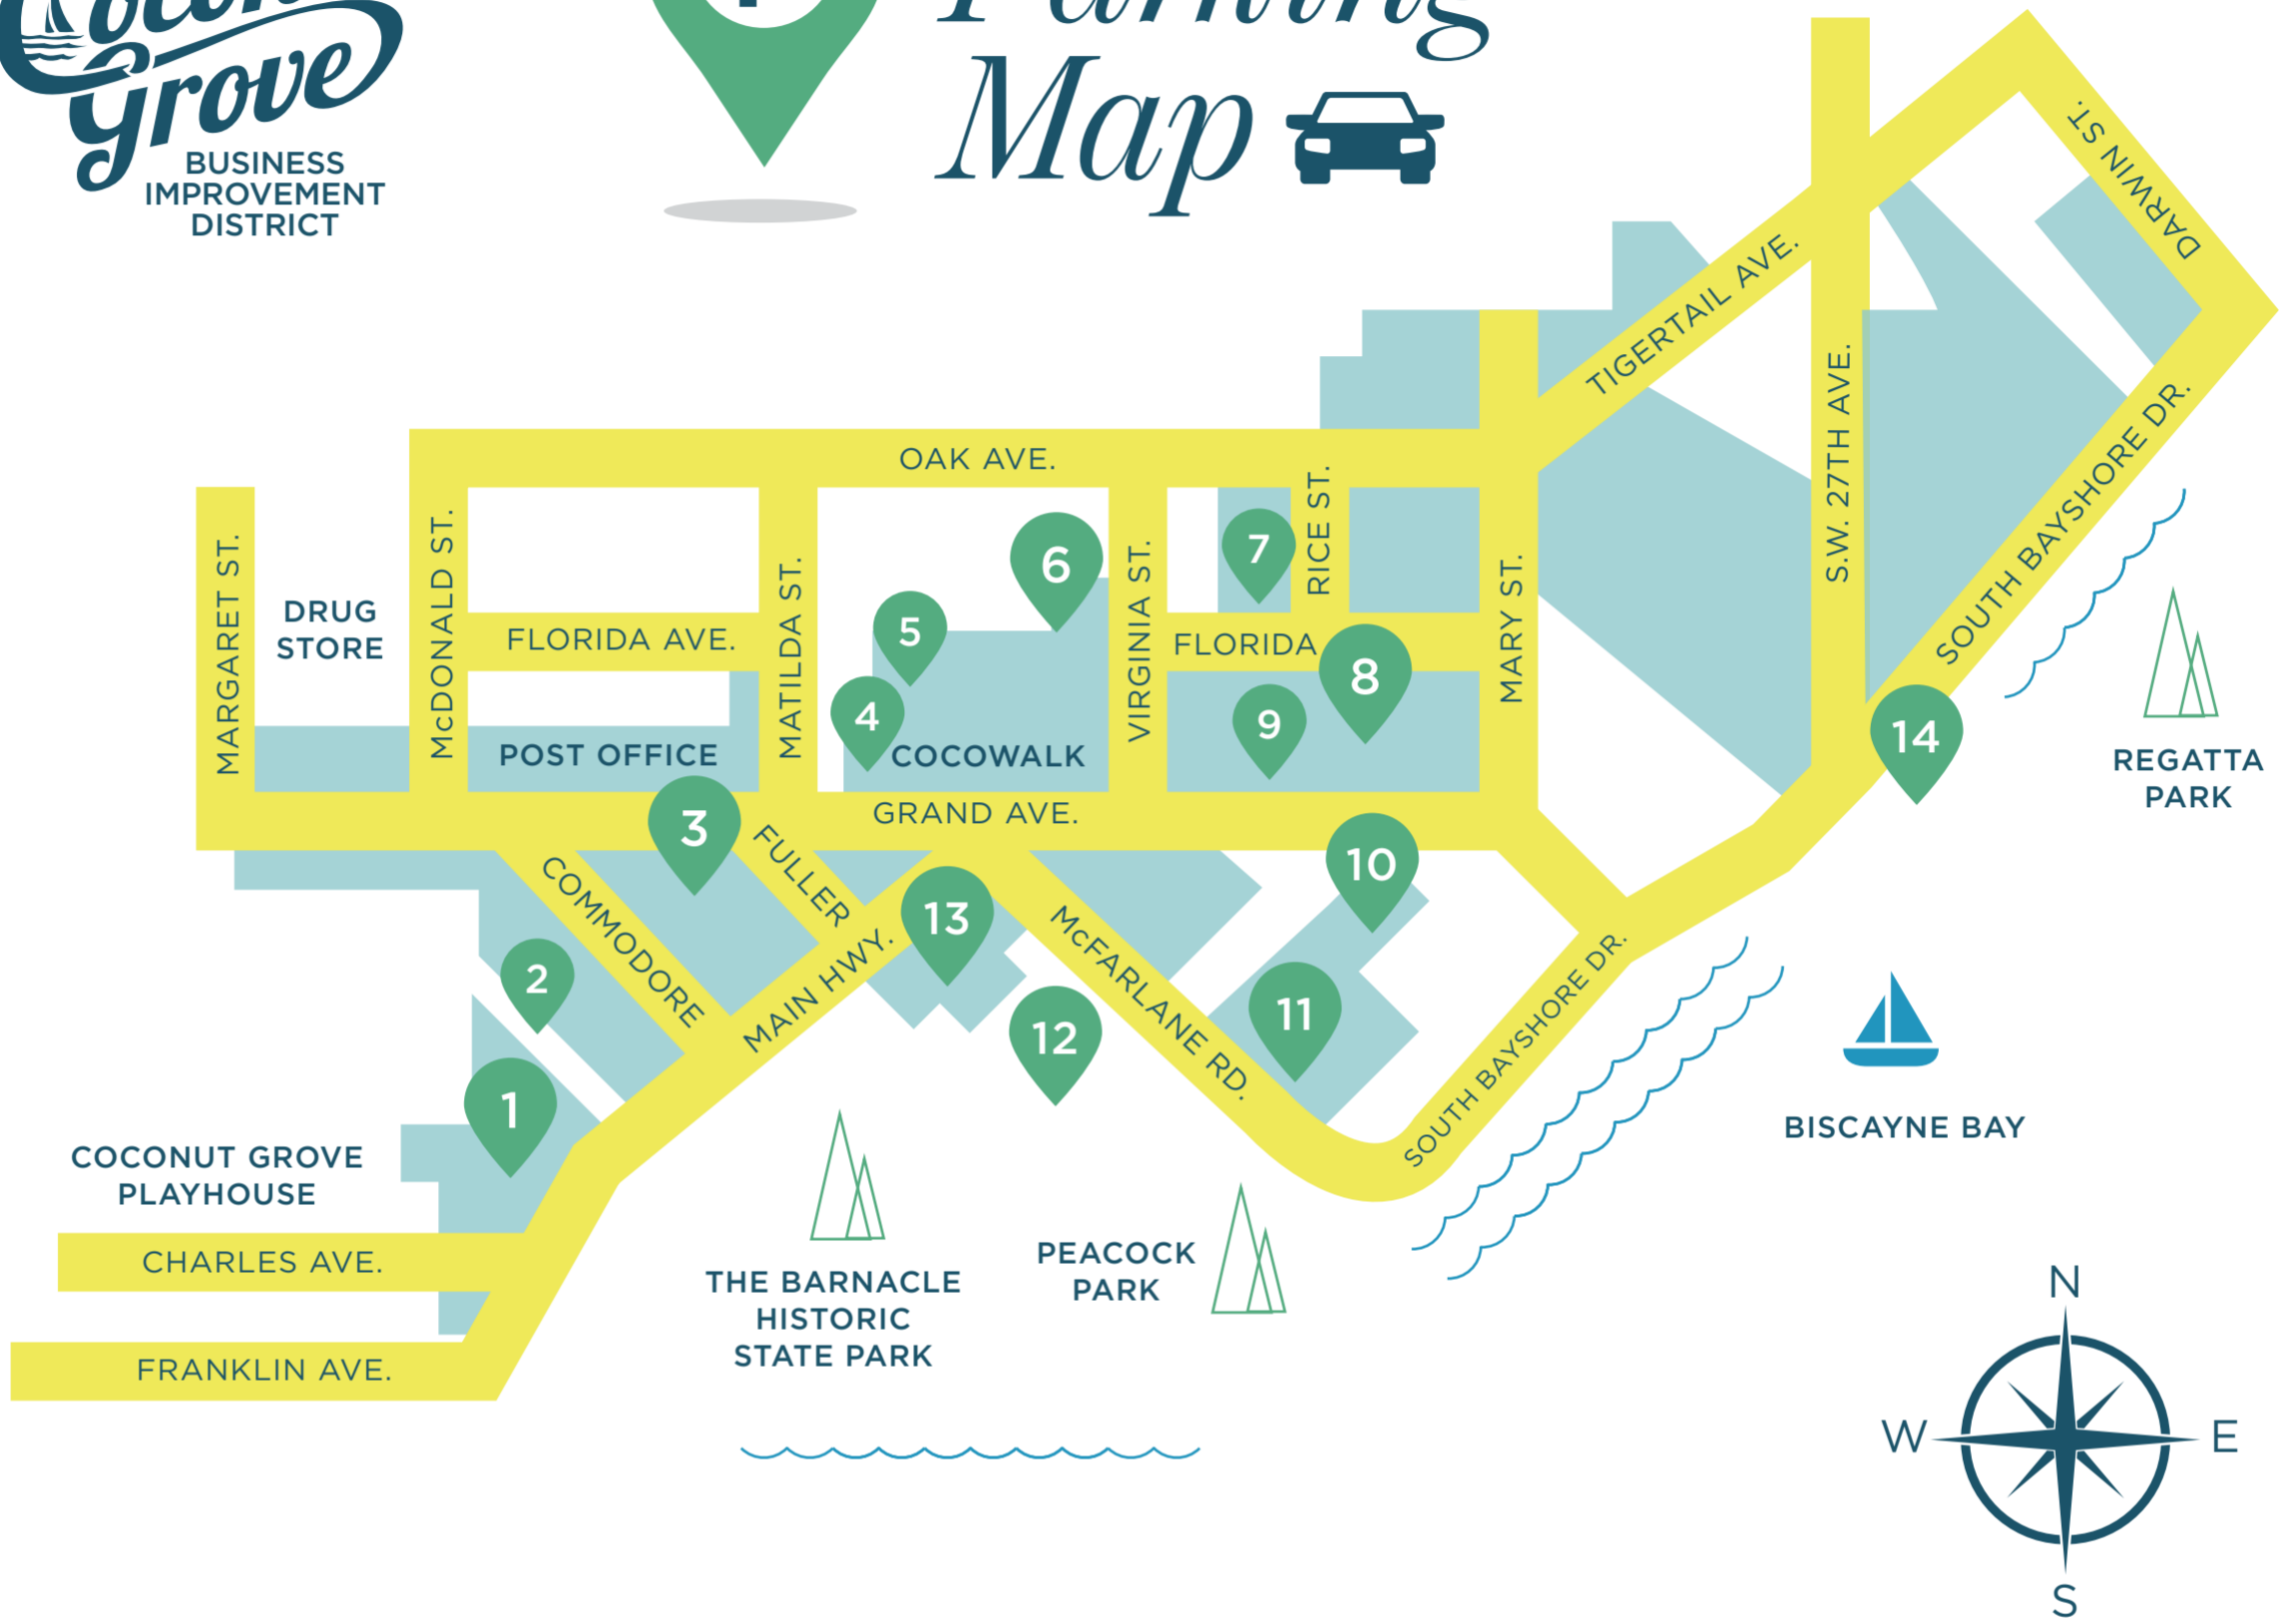 Grove
BUSINESS
IMPROVEMENT
DISTRICT
Parking
Map
DARWIN ST.
TIGERTAIL AVE.
S.W. 27TH AVE.
SOUTH BAYSHORE DR.
OAK AVE.
MARGARET ST.
DRUG
STORE
McDONALD ST.
FLORIDA AVE.
MATILDA ST.
6
5
4
VIRGINIA ST.
7
RICE ST.
FLORIDA
8
9
MARY ST.
POST OFFICE
COCOWALK
14
REGATTA
PARK
GRAND AVE.
3
FULLER
COMMODORE
13
MAIN HWY.
McFARLANE RD.
10
11
12
2
1
SOUTH BAYSHORE DR.
BISCAYNE BAY
COCONUT GROVE
PLAYHOUSE
CHARLES AVE.
FRANKLIN AVE.
THE BARNACLE
HISTORIC
STATE PARK
PEACOCK
PARK
N
W
E
S